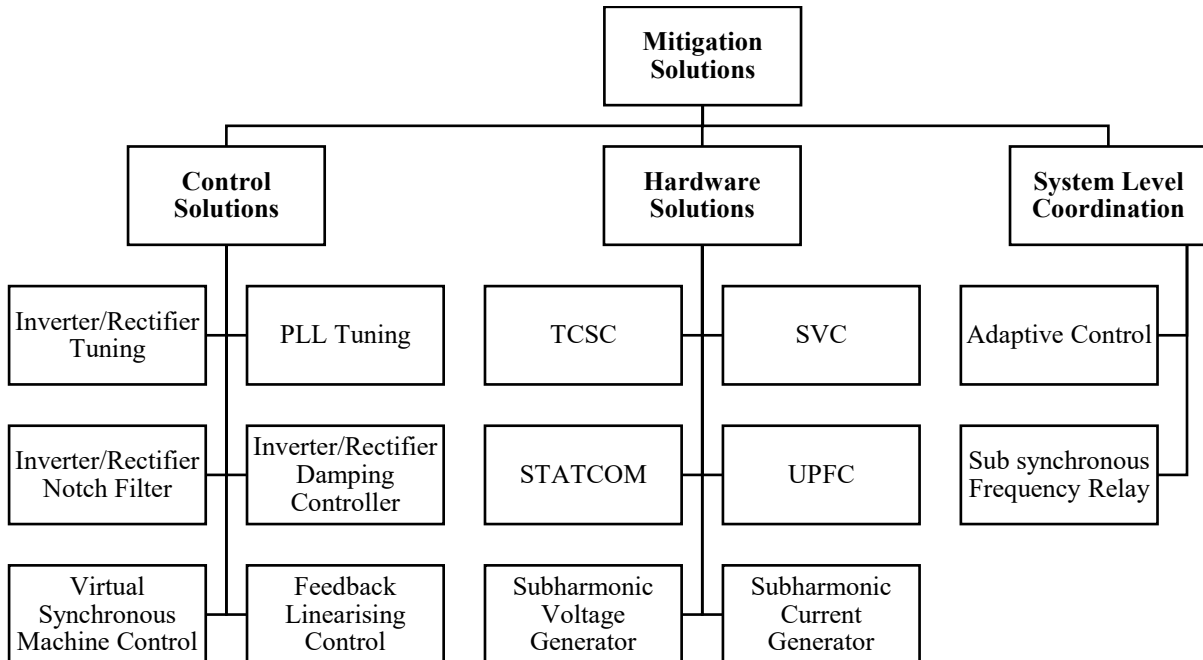 Mitigation
Solutions
Control
Solutions
Hardware
Solutions
System Level
Coordination
Inverter/Rectifier
Tuning
PLL Tuning
TCSC
SVC
Adaptive Control
Inverter/Rectifier
Notch Filter
Inverter/Rectifier
Damping
Controller
STATCOM
UPFC
Sub synchronous
Frequency Relay
Virtual
Synchronous
Machine Control
Feedback
Linearising
Control
Subharmonic
Voltage
Generator
Subharmonic
Current
Generator